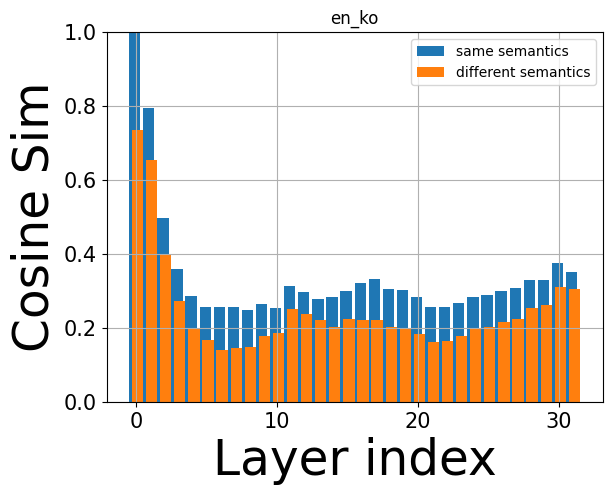 en_ko
same semantics
different semantics
Cosine Sim
1.0
0.8
0.6
0.4
0.2
0.0
0 10 20 30
Layer index